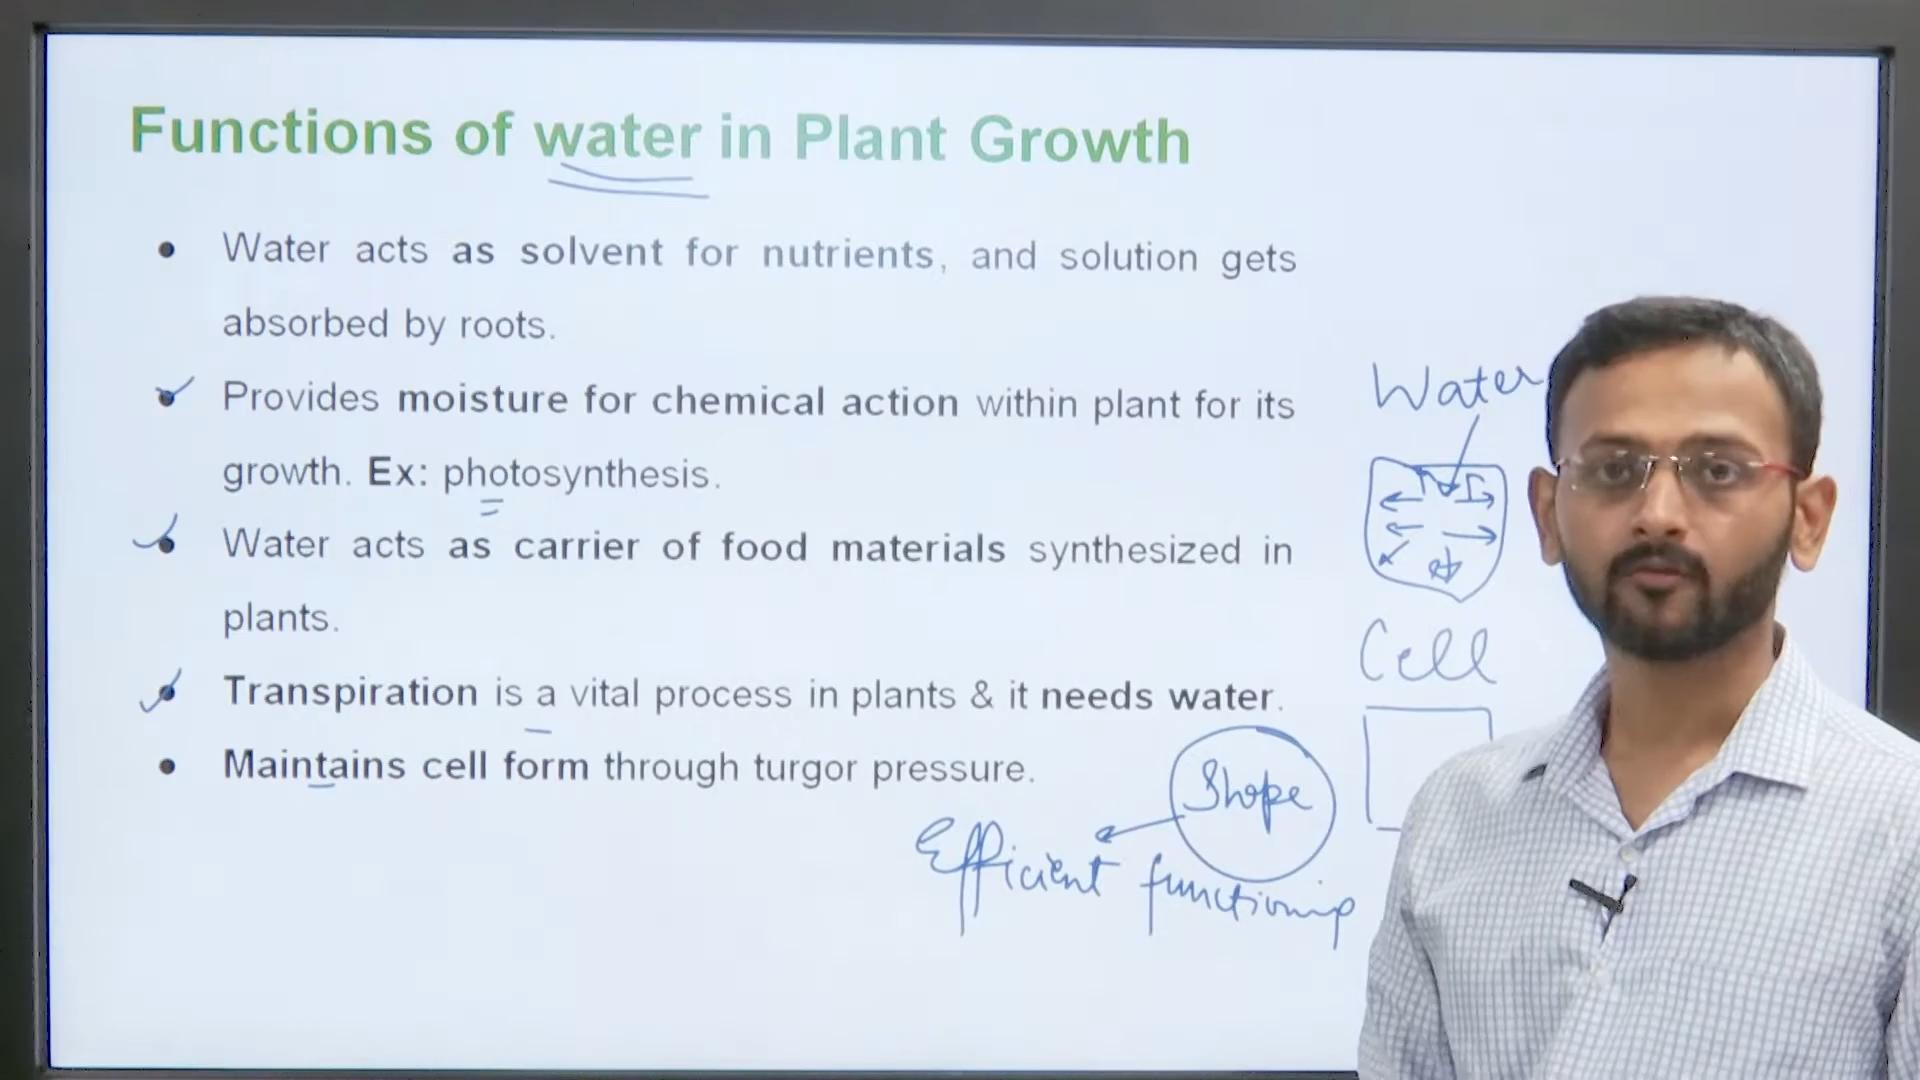 Functions of water in Plant Growth
● Water acts as solvent for nutrients, and solution gets
absorbed by roots.
● Provides moisture for chemical action within plant for its
growth. Ex: photosynthesis.
● Water acts as carrier of food materials synthesized in
plants.
● Transpiration is a vital process in plants & it needs water.
● Maintains cell form through turgor pressure.
Water
Cell
Shape
Efficient functioning